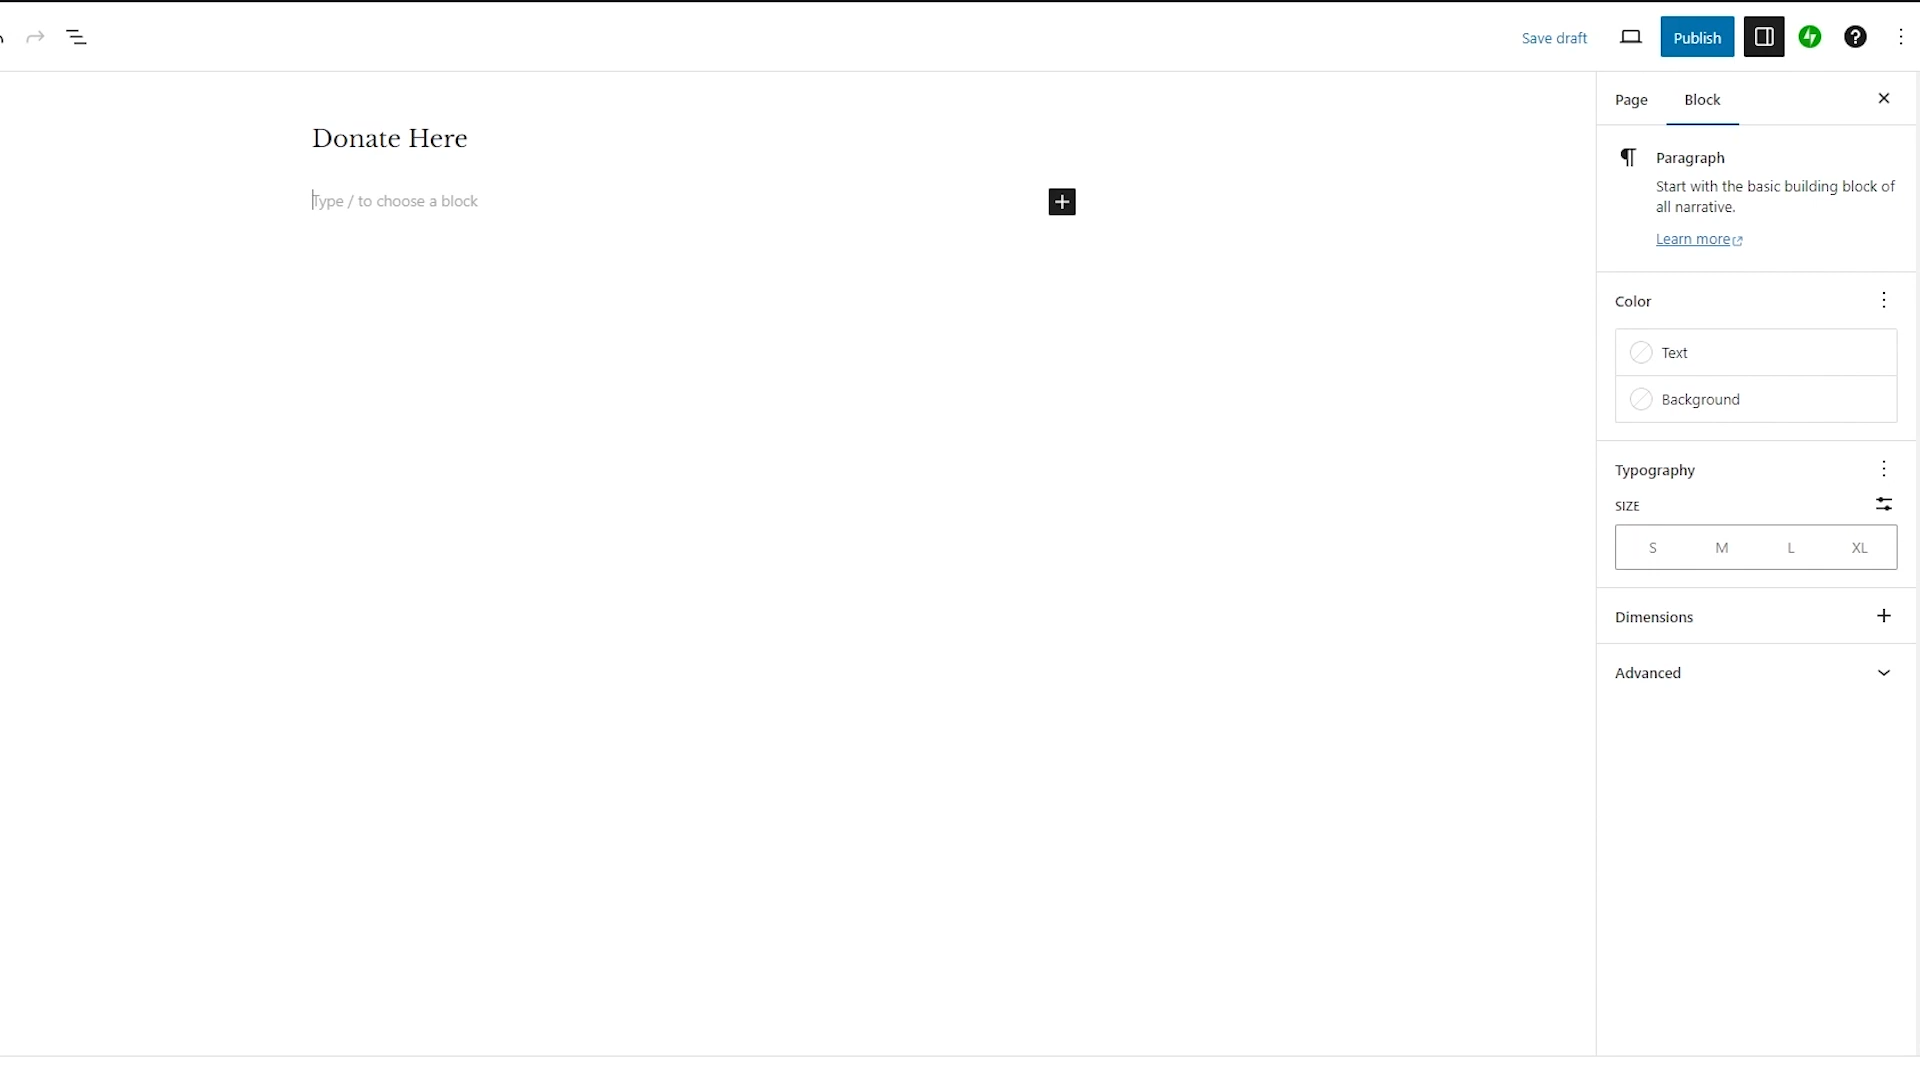 Save draft
Publish
?
Page
Block
Donate Here
Type / to choose a block
Paragraph
Start with the basic building block of
all narrative.
Learn more
Color
Text
Background
Typography
SIZE
S M L XL
Dimensions
Advanced